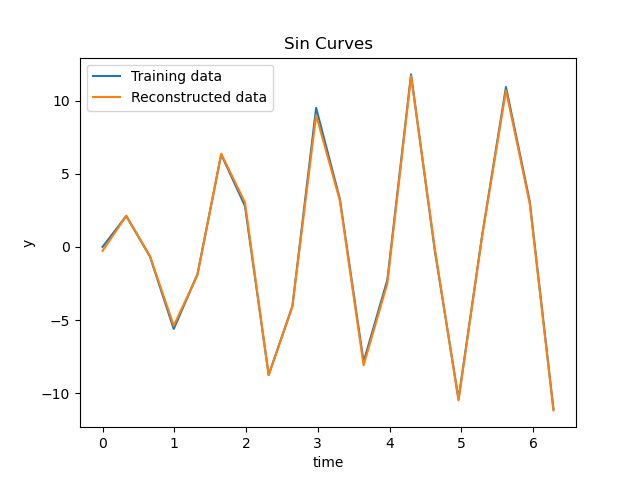 Sin Curves
Training data
Reconstructed data
10
5
0
−5
−10
y
0 1 2 3 4 5 6
time